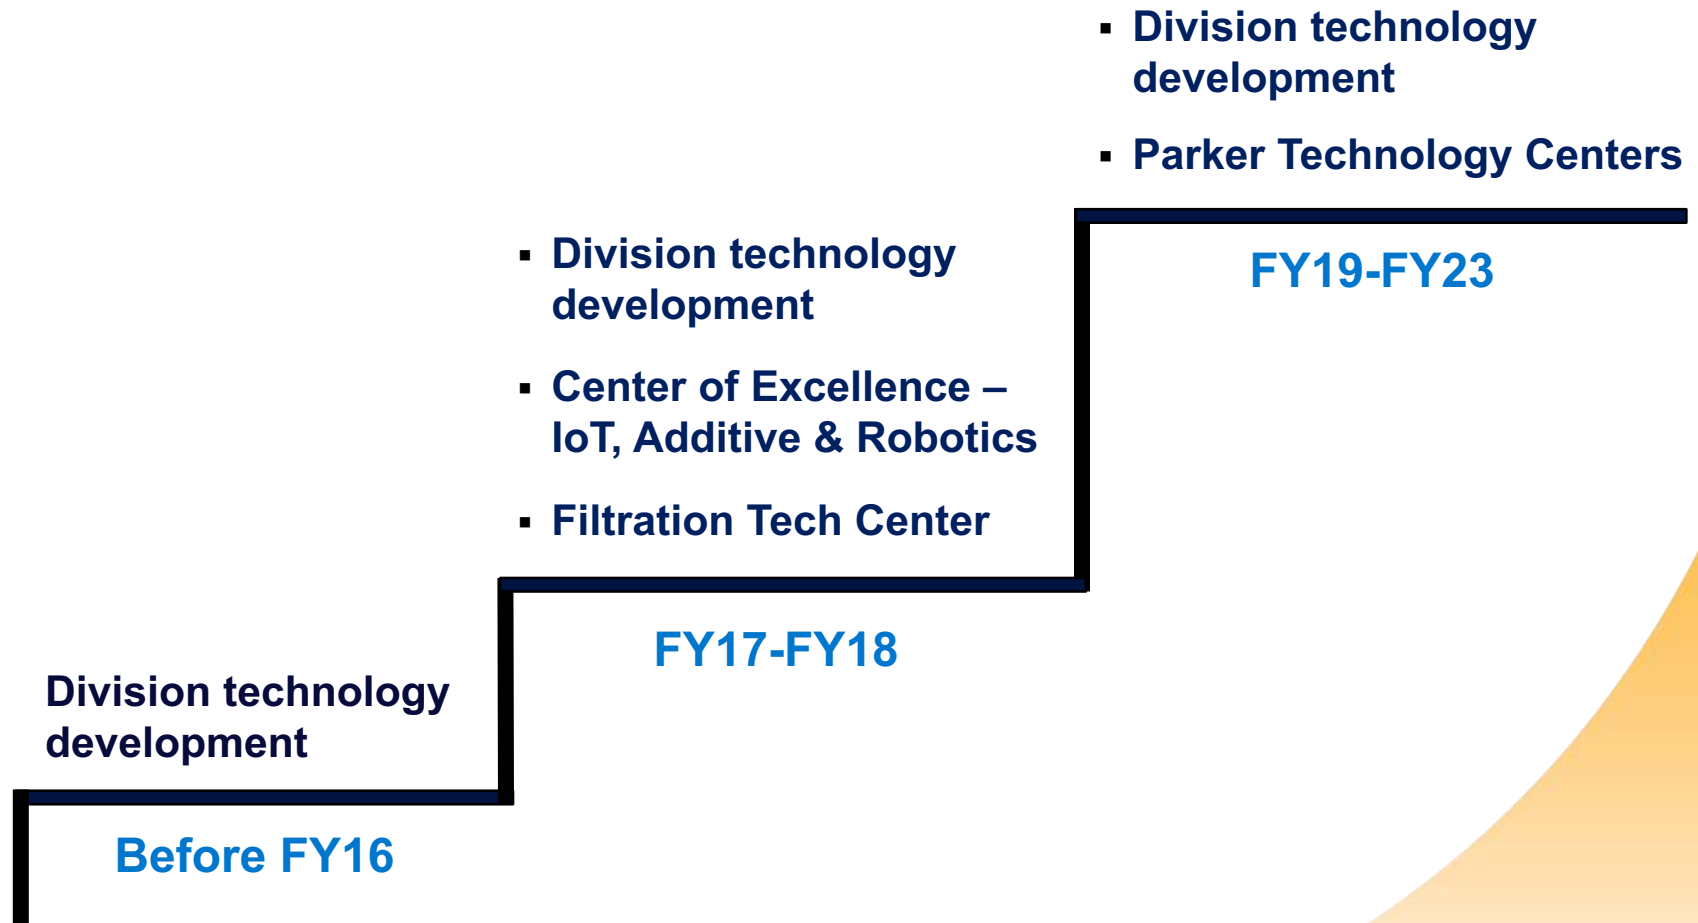 ▪ Division technology
development
▪ Parker Technology Centers
FY19-FY23
▪ Division technology
development
▪ Center of Excellence –
IoT, Additive & Robotics
▪ Filtration Tech Center
FY17-FY18
Division technology
development
Before FY16